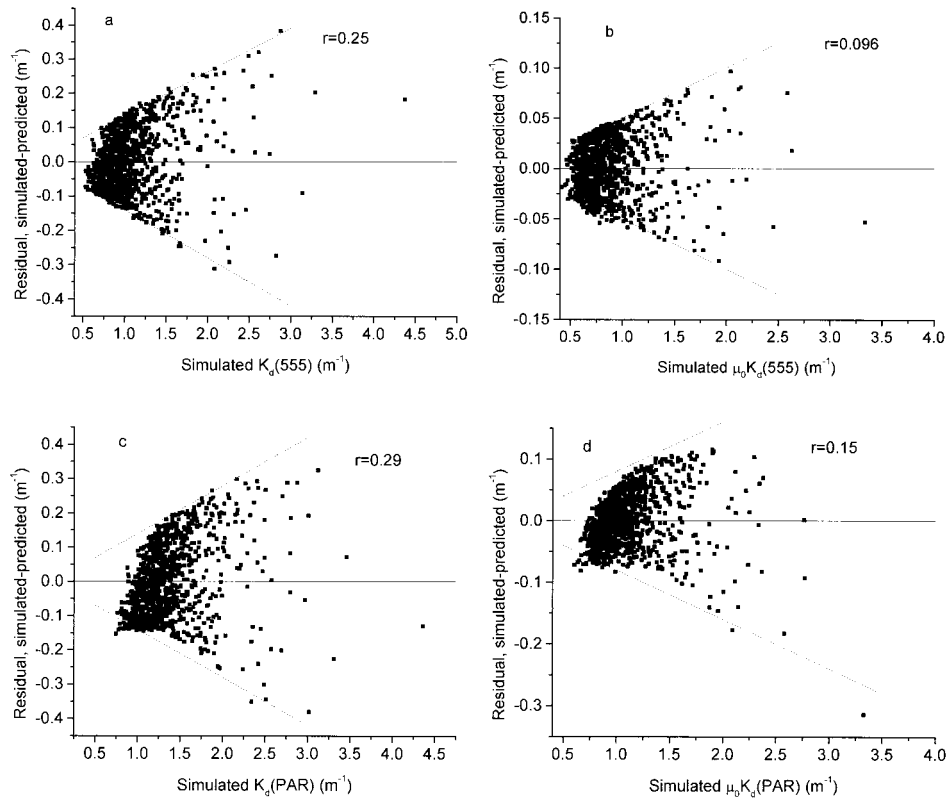 a
r=0.25
0.4
0.3
0.2
0.1
0.0
-0.1
-0.2
-0.3
-0.4
Residual, simulated-predicted (m⁻¹)
0.5 1.0 1.5 2.0 2.5 3.0 3.5 4.0 4.5 5.0
Simulated K_d(555) (m⁻¹)
b
r=0.096
0.15
0.10
0.05
0.00
-0.05
-0.10
-0.15
Residual, simulated-predicted (m⁻¹)
0.5 1.0 1.5 2.0 2.5 3.0 3.5 4.0
Simulated μ₀K_d(555) (m⁻¹)
c
r=0.29
0.4
0.3
0.2
0.1
0.0
-0.1
-0.2
-0.3
-0.4
Residual, simulated-predicted (m⁻¹)
0.5 1.0 1.5 2.0 2.5 3.0 3.5 4.0 4.5
Simulated K_d(PAR) (m⁻¹)
d
r=0.15
0.1
0.0
-0.1
-0.2
-0.3
Residual, simulated-predicted (m⁻¹)
0.5 1.0 1.5 2.0 2.5 3.0 3.5 4.0
Simulated μ₀K_d(PAR) (m⁻¹)